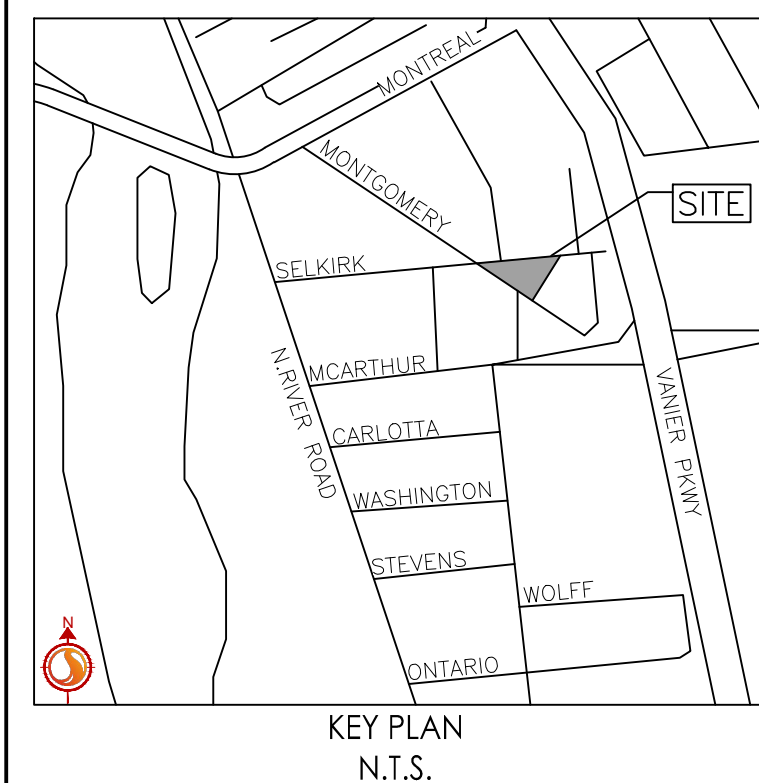 MONTREAL
MONTGOMERY
SITE
SELKIRK
N.RIVER ROAD
MCARTHUR
VANIER PKWY
CARLOTTA
WASHINGTON
STEVENS
WOLFF
ONTARIO
N
KEY PLAN
N.T.S.